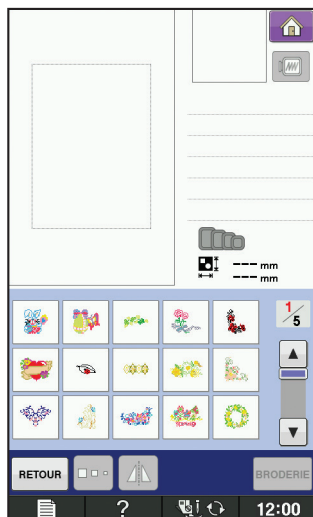 --- mm
--- mm
1/5
RETOUR
BRODERIE
?
12:00